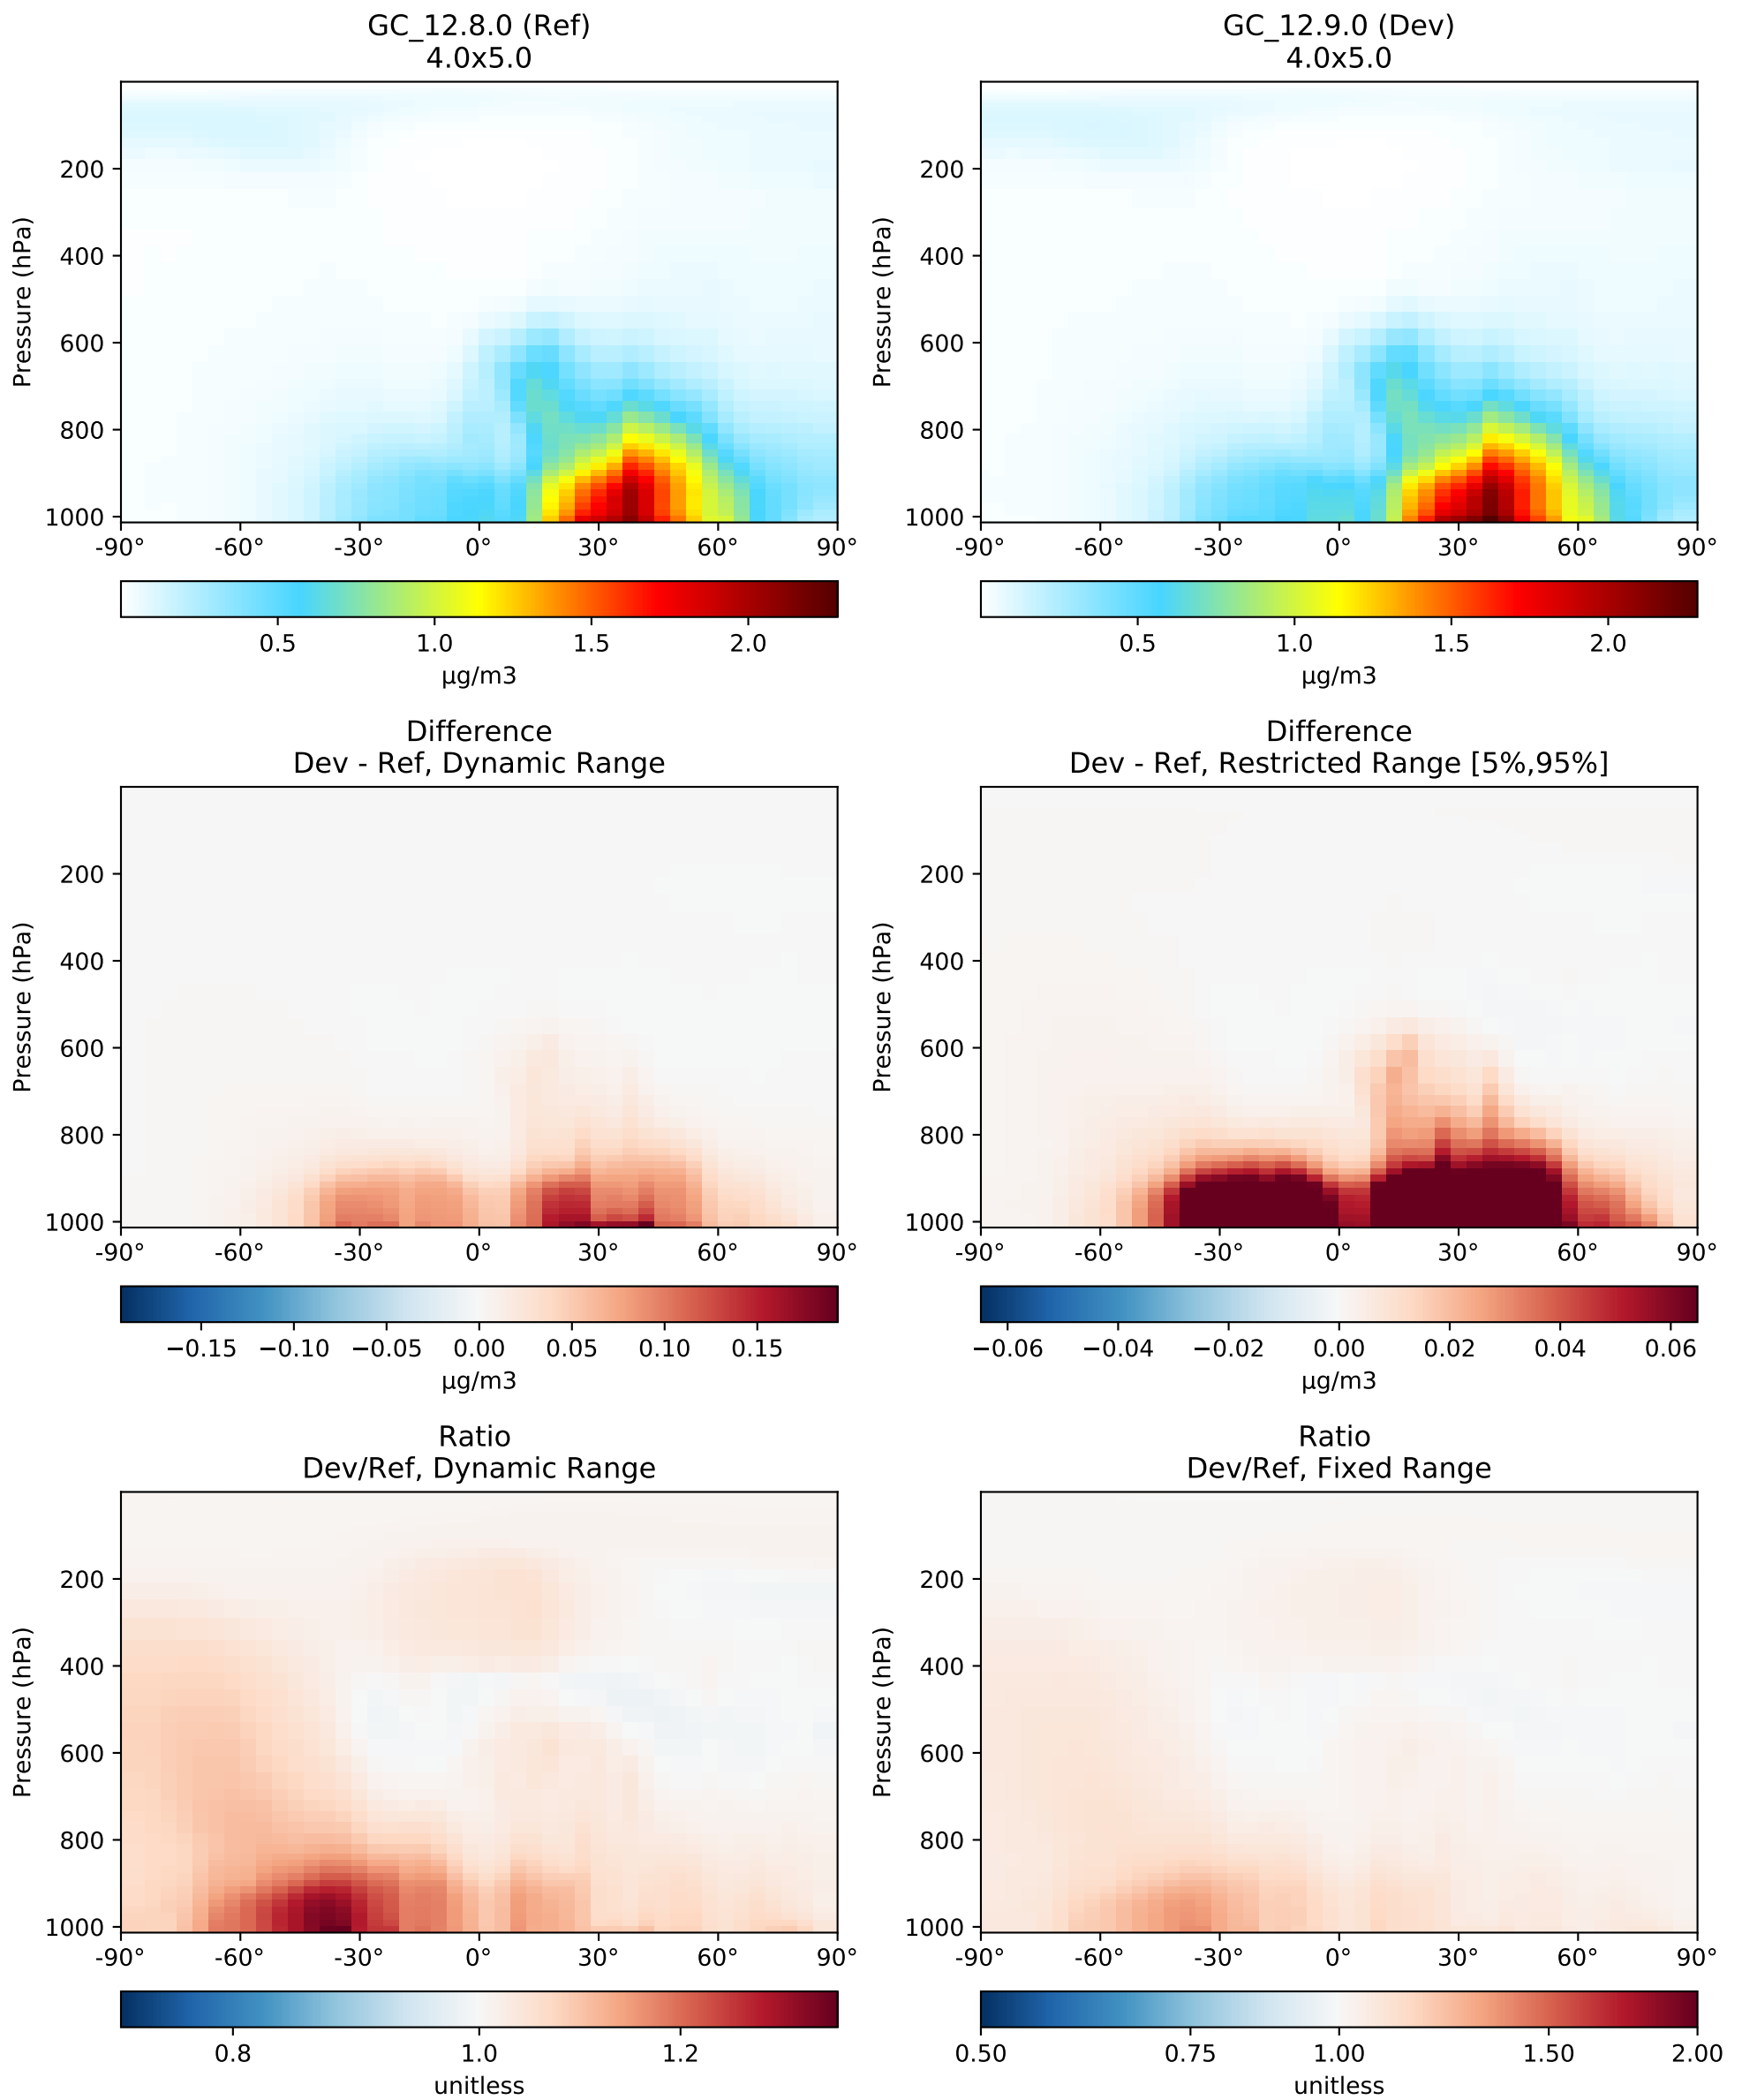 GC_12.8.0 (Ref)
4.0x5.0
Pressure (hPa)
200
400
600
800
1000
-90° -60° -30° 0° 30° 60° 90°
0.5 1.0 1.5 2.0
µg/m3
GC_12.9.0 (Dev)
4.0x5.0
Pressure (hPa)
200
400
600
800
1000
-90° -60° -30° 0° 30° 60° 90°
0.5 1.0 1.5 2.0
µg/m3
Difference
Dev - Ref, Dynamic Range
Pressure (hPa)
200
400
600
800
1000
-90° -60° -30° 0° 30° 60° 90°
−0.15 −0.10 −0.05 0.00 0.05 0.10 0.15
µg/m3
Difference
Dev - Ref, Restricted Range [5%,95%]
Pressure (hPa)
200
400
600
800
1000
-90° -60° -30° 0° 30° 60° 90°
−0.06 −0.04 −0.02 0.00 0.02 0.04 0.06
µg/m3
Ratio
Dev/Ref, Dynamic Range
Pressure (hPa)
200
400
600
800
1000
-90° -60° -30° 0° 30° 60° 90°
0.8 1.0 1.2
unitless
Ratio
Dev/Ref, Fixed Range
Pressure (hPa)
200
400
600
800
1000
-90° -60° -30° 0° 30° 60° 90°
0.50 0.75 1.00 1.50 2.00
unitless